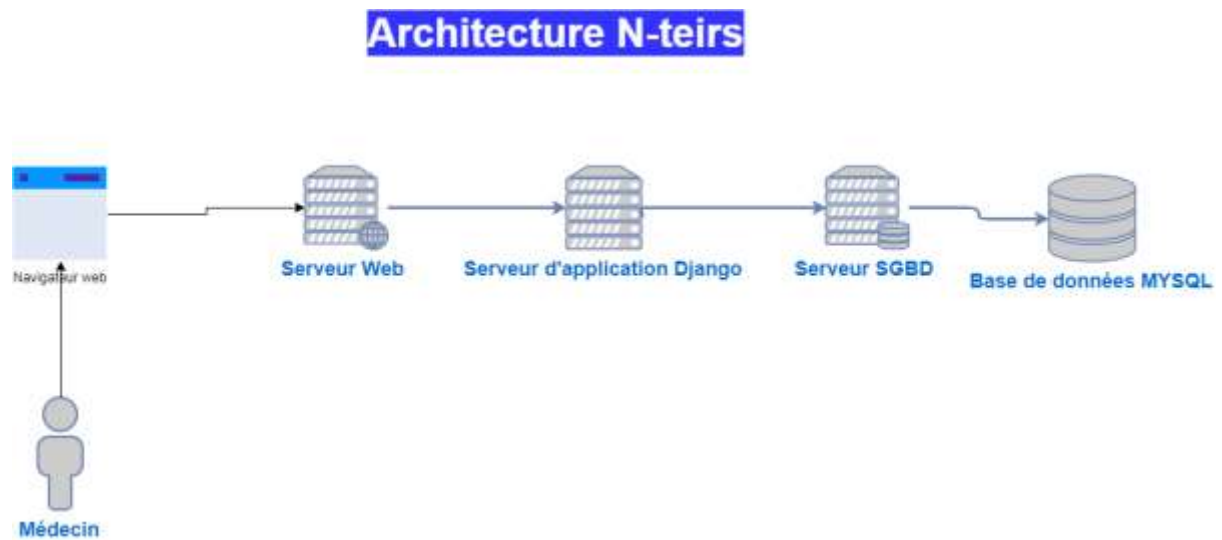 Architecture N-teirs
Navigateur web
Serveur Web
Serveur d'application Django
Serveur SGBD
Base de données MYSQL
Médecin